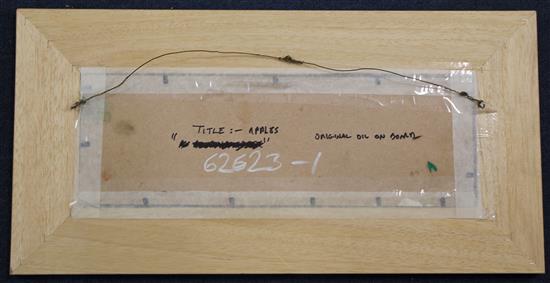 TITLE :- APPLES
ORIGINAL OIL ON BOARD
62623-1